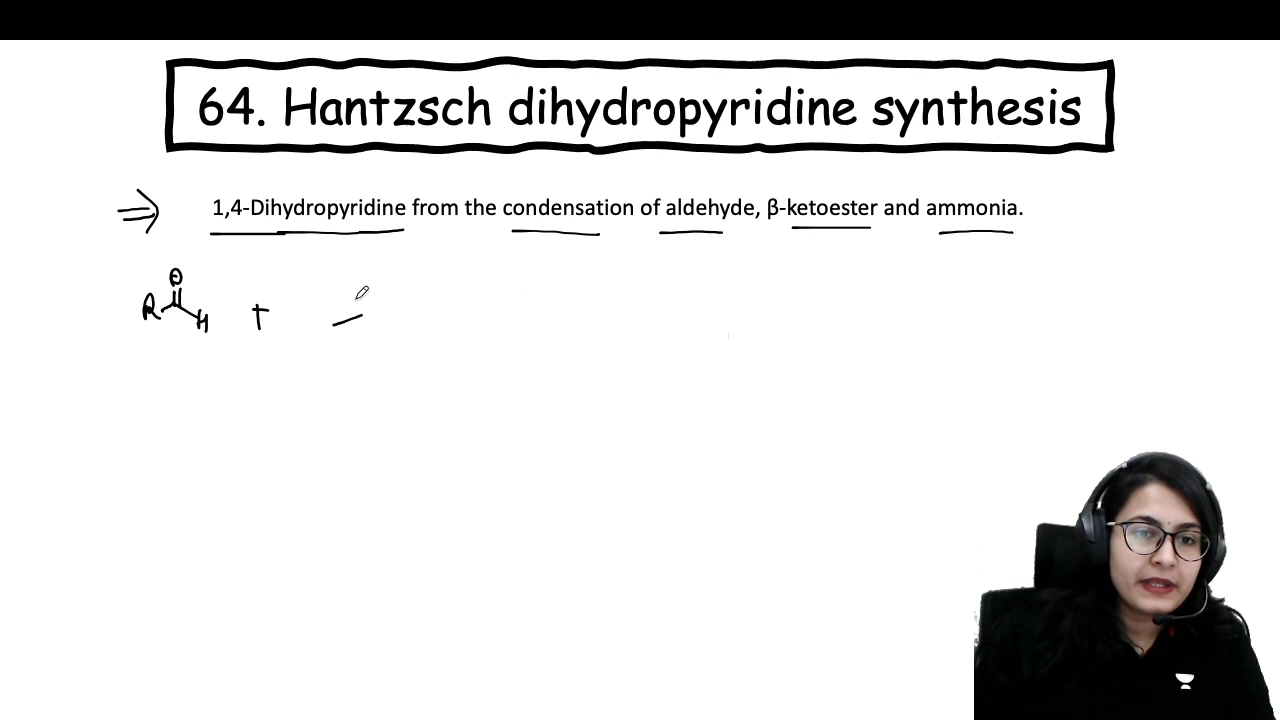 64. Hantzsch dihydropyridine synthesis
⇒ 1,4-Dihydropyridine from the condensation of aldehyde, β-ketoester and ammonia.
O
R H +